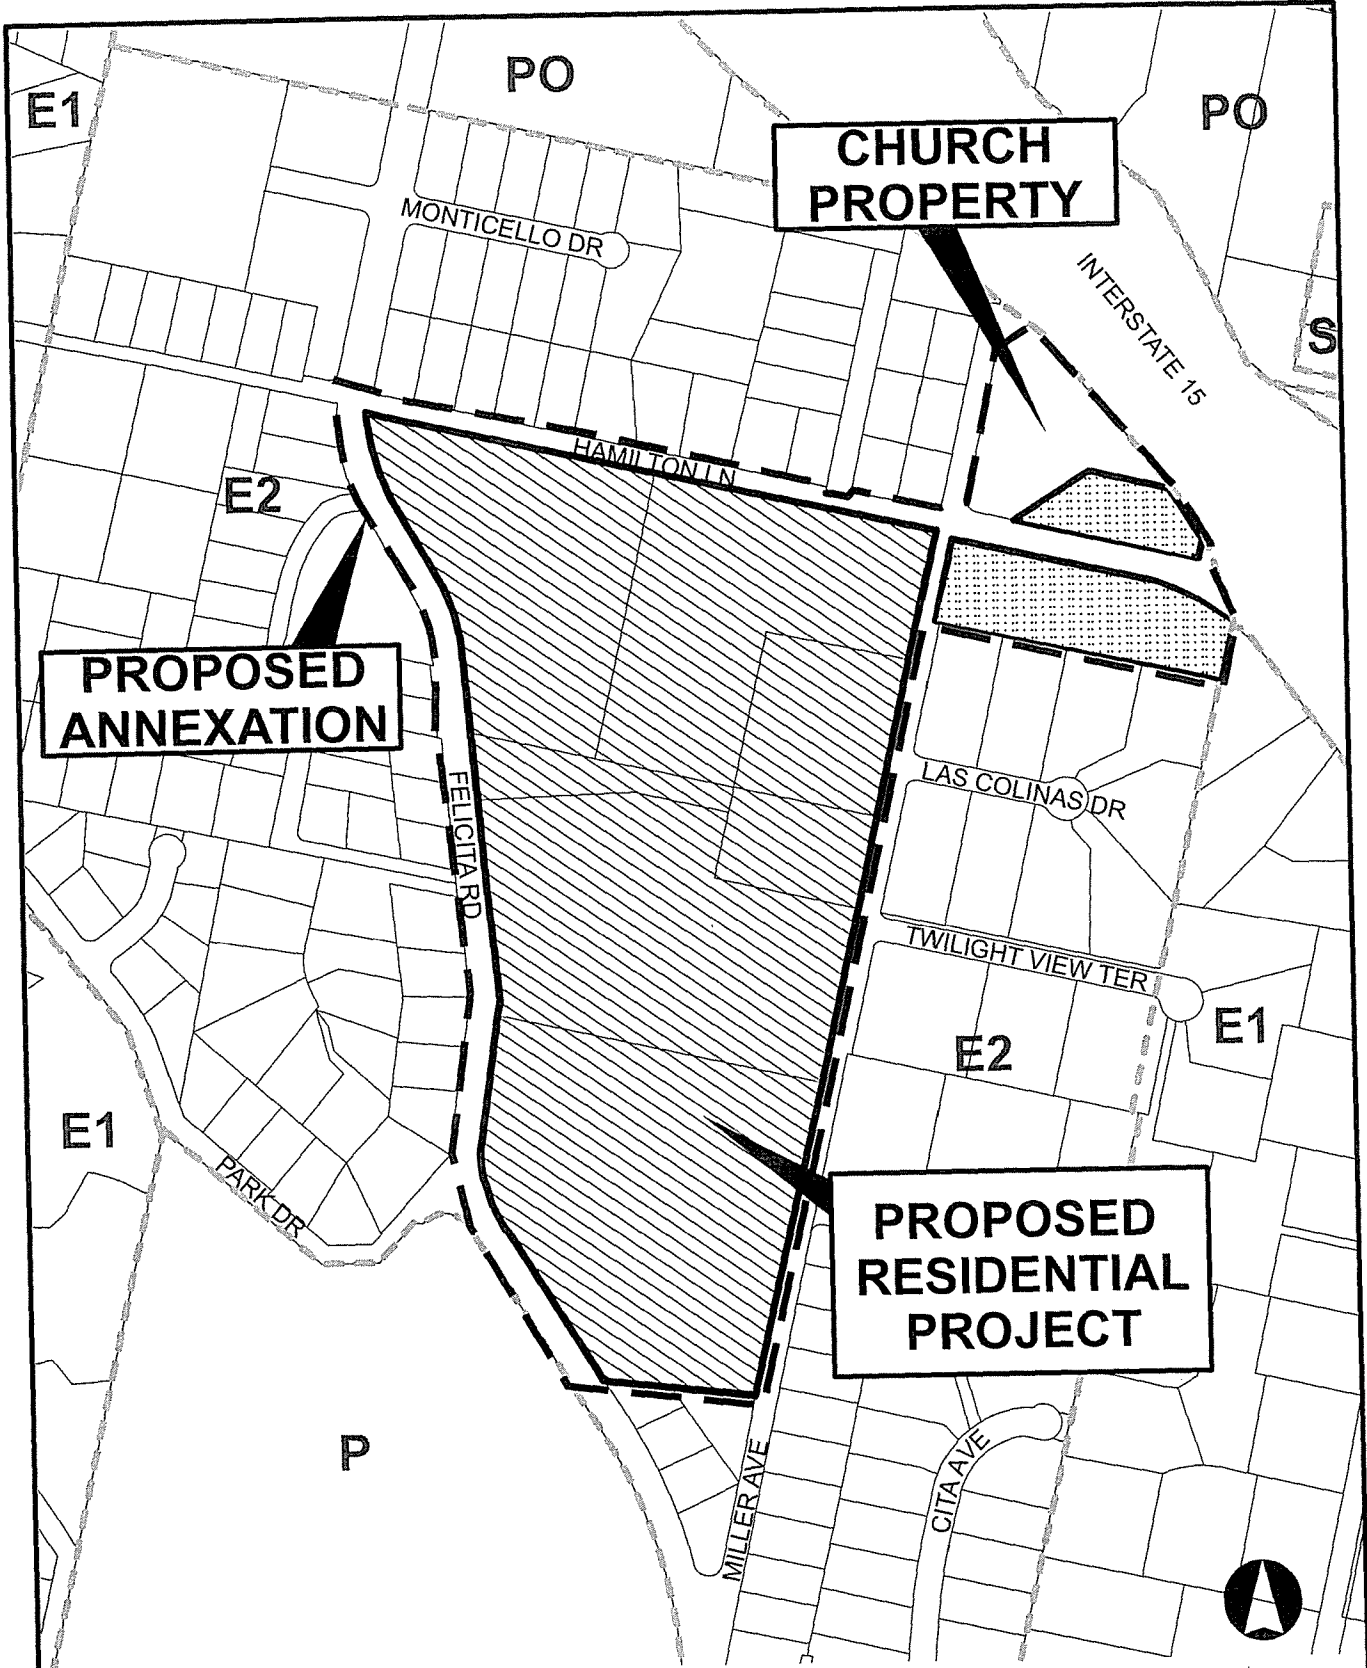 PO
E1
PO
CHURCH
PROPERTY
MONTICELLO DR
INTERSTATE 15
S
HAMILTON LN
E2
PROPOSED
ANNEXATION
FELICITA RD
LAS COLINAS DR
TWILIGHT VIEW TER
E1
E2
E1
PARK DR
PROPOSED
RESIDENTIAL
PROJECT
P
MILLER AVE
CITA AVE